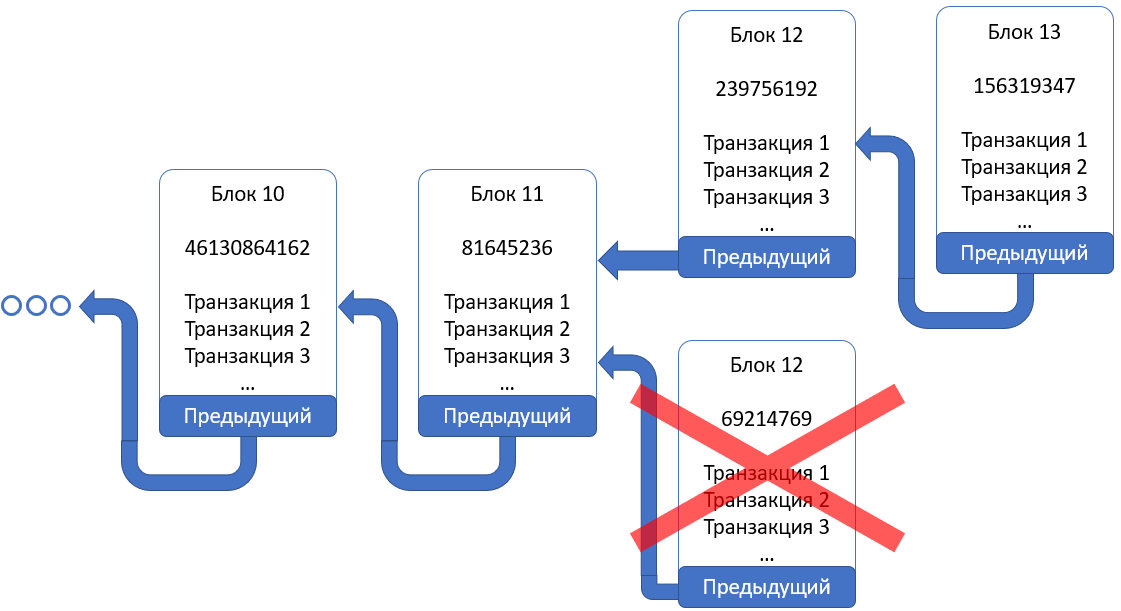 Блок 10
46130864162
Транзакция 1
Транзакция 2
Транзакция 3
...
Предыдущий
Блок 11
81645236
Транзакция 1
Транзакция 2
Транзакция 3
...
Предыдущий
Блок 12
239756192
Транзакция 1
Транзакция 2
Транзакция 3
...
Предыдущий
Блок 13
156319347
Транзакция 1
Транзакция 2
Транзакция 3
...
Предыдущий
Блок 12
69214769
Транзакция 1
Транзакция 2
Транзакция 3
...
Предыдущий